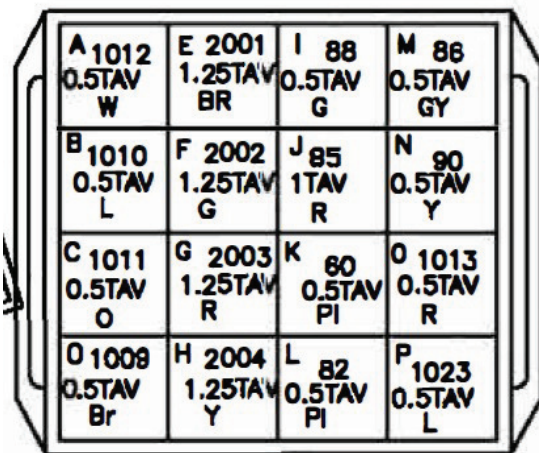 A 1012
0.5TAV
W
E 2001
1.25TAV
BR
I 88
0.5TAV
G
M 86
0.5TAV
GY
B 1010
0.5TAV
L
F 2002
1.25TAV
G
J 85
1TAV
R
N 90
0.5TAV
Y
C 1011
0.5TAV
O
G 2003
1.25TAV
R
K 60
0.5TAV
PI
O 1013
0.5TAV
R
D 1009
0.5TAV
Br
H 2004
1.25TAV
Y
L 82
0.5TAV
PI
P 1023
0.5TAV
L